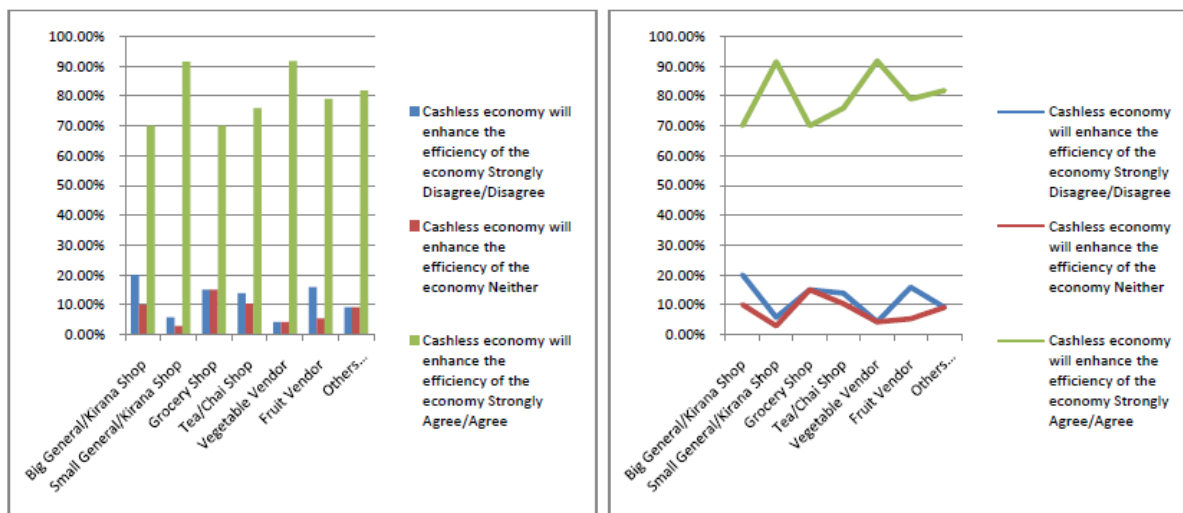 100.00%
90.00%
80.00%
70.00%
60.00%
50.00%
40.00%
30.00%
20.00%
10.00%
0.00%
Big General/Kirana Shop
Small General/Kirana Shop
Grocery Shop
Tea/Chai Shop
Vegetable Vendor
Fruit Vendor
Others...
Cashless economy will
enhance the
efficiency of the
economy Strongly
Disagree/Disagree
Cashless economy will
enhance the
efficiency of the
economy Neither
Cashless economy will
enhance the
efficiency of the
economy Strongly
Agree/Agree
100.00%
90.00%
80.00%
70.00%
60.00%
50.00%
40.00%
30.00%
20.00%
10.00%
0.00%
Big General/Kirana Shop
Small General/Kirana Shop
Grocery Shop
Tea/Chai Shop
Vegetable Vendor
Fruit Vendor
Others...
Cashless economy
will enhance the
efficiency of the
economy Strongly
Disagree/Disagree
Cashless economy
will enhance the
efficiency of the
economy Neither
Cashless economy
will enhance the
efficiency of the
economy Strongly
Agree/Agree